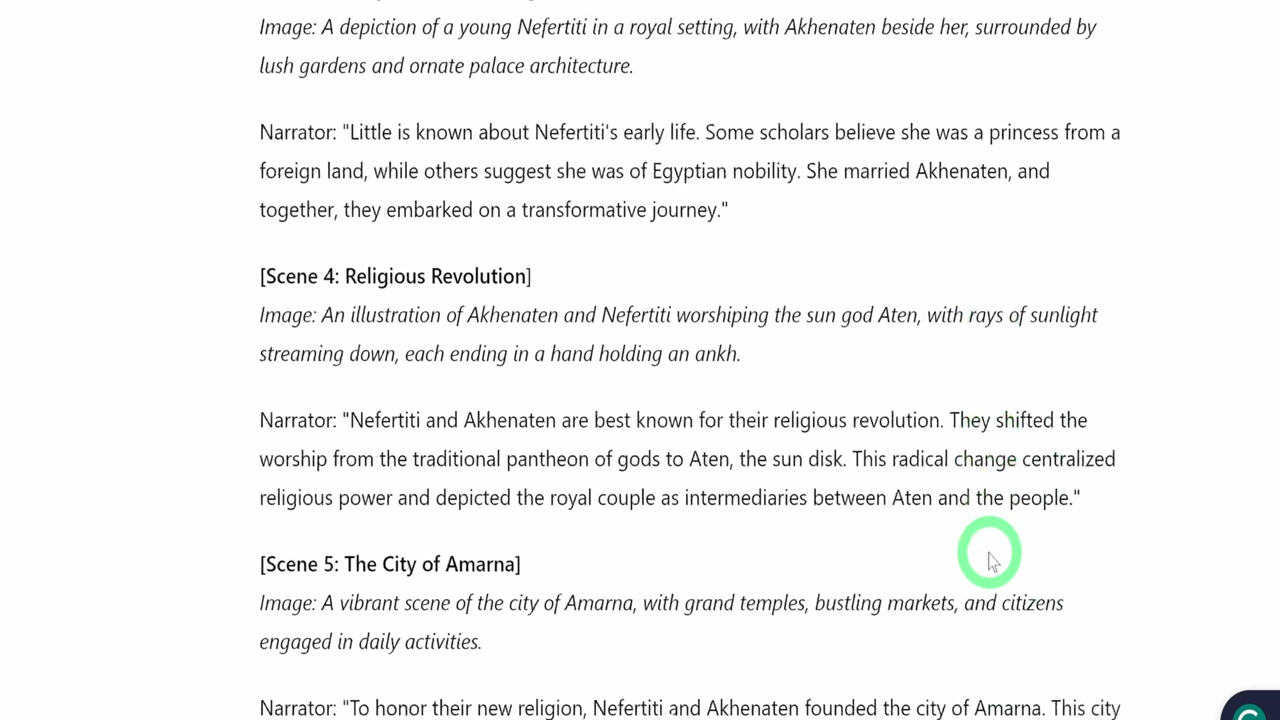 Image: A depiction of a young Nefertiti in a royal setting, with Akhenaten beside her, surrounded by
lush gardens and ornate palace architecture.
Narrator: "Little is known about Nefertiti's early life. Some scholars believe she was a princess from a
foreign land, while others suggest she was of Egyptian nobility. She married Akhenaten, and
together, they embarked on a transformative journey."
[Scene 4: Religious Revolution]
Image: An illustration of Akhenaten and Nefertiti worshiping the sun god Aten, with rays of sunlight
streaming down, each ending in a hand holding an ankh.
Narrator: "Nefertiti and Akhenaten are best known for their religious revolution. They shifted the
worship from the traditional pantheon of gods to Aten, the sun disk. This radical change centralized
religious power and depicted the royal couple as intermediaries between Aten and the people."
[Scene 5: The City of Amarna]
Image: A vibrant scene of the city of Amarna, with grand temples, bustling markets, and citizens
engaged in daily activities.
Narrator: "To honor their new religion, Nefertiti and Akhenaten founded the city of Amarna. This city